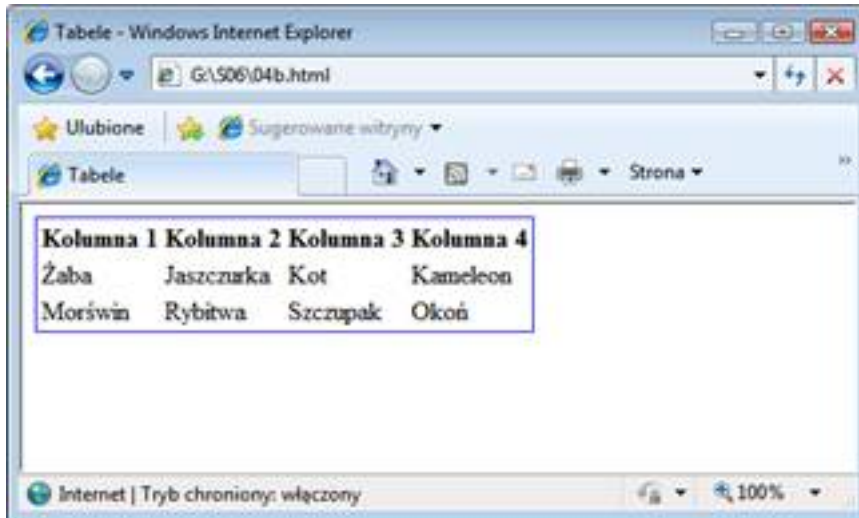 Tabele - Windows Internet Explorer
G:\S06\04b.html
Ulubione Sugerowane witryny
Tabele Strona
Kolumna 1 Kolumna 2 Kolumna 3 Kolumna 4
Żaba Jaszczurka Kot Kameleon
Morświn Rybitwa Szczupak Okoń
Internet | Tryb chroniony: włączony 100%